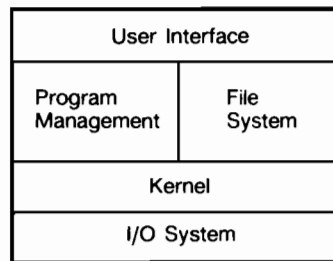 User Interface
Program
Management
File
System
Kernel
I/O System